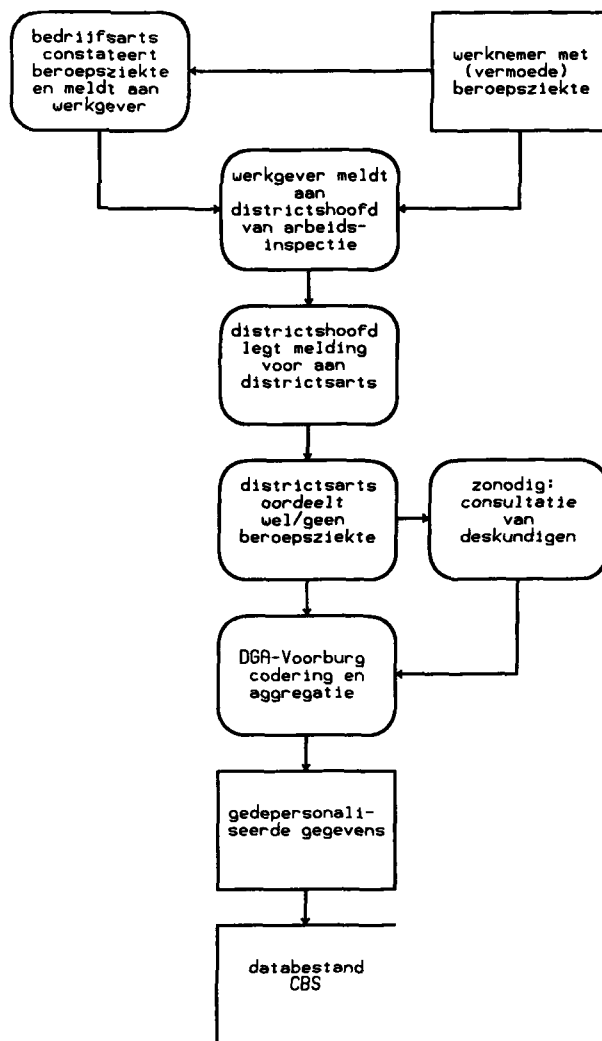 bedrijfsarts
constateert
beroepsziekte
en meldt aan
werkgever
werknemer met
(vermoede)
beroepsziekte
werkgever meldt
aan
districtshoofd
van arbeids-
inspectie
districtshoofd
legt melding
voor aan
districtsarts
districtsarts
oordeelt
wel/geen
beroepsziekte
zonodig:
consultatie
van
deskundigen
DGA-Voorburg
codering en
aggregatie
gedepersonali-
seerde gegevens
databestand
CBS